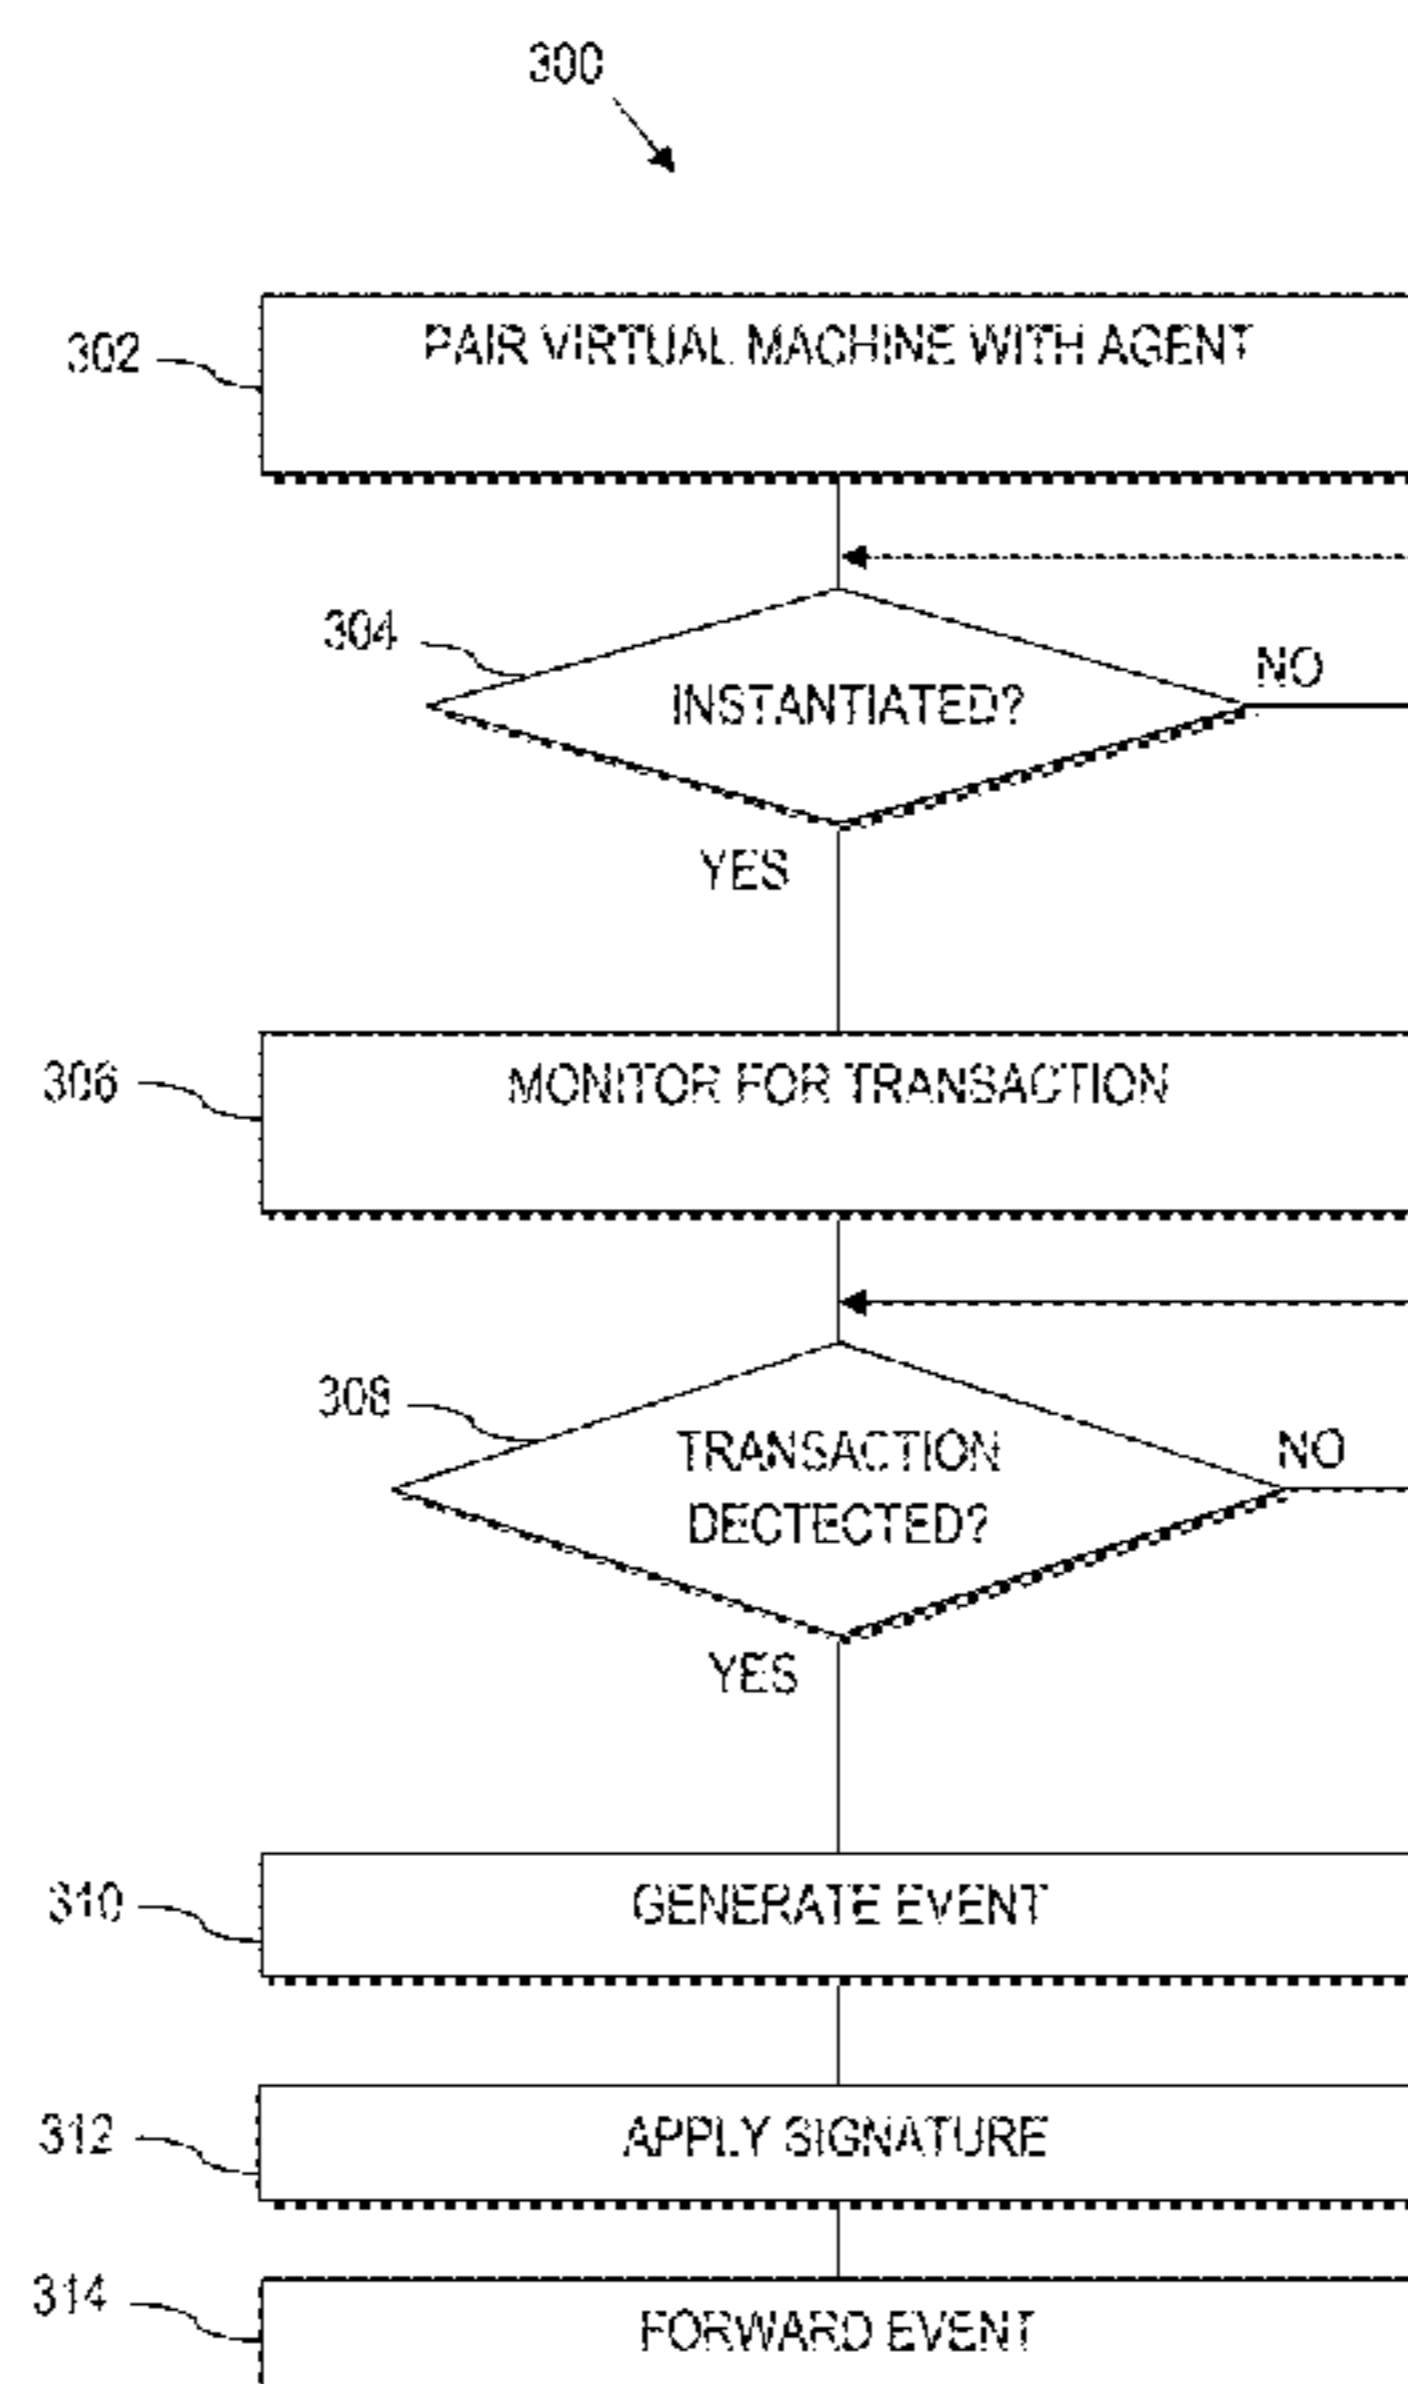 300
302
PAIR VIRTUAL MACHINE WITH AGENT
304
INSTANTIATED?
NO
YES
306
MONITOR FOR TRANSACTION
308
TRANSACTION
DECTECTED?
NO
YES
310
GENERATE EVENT
312
APPLY SIGNATURE
314
FORWARD EVENT